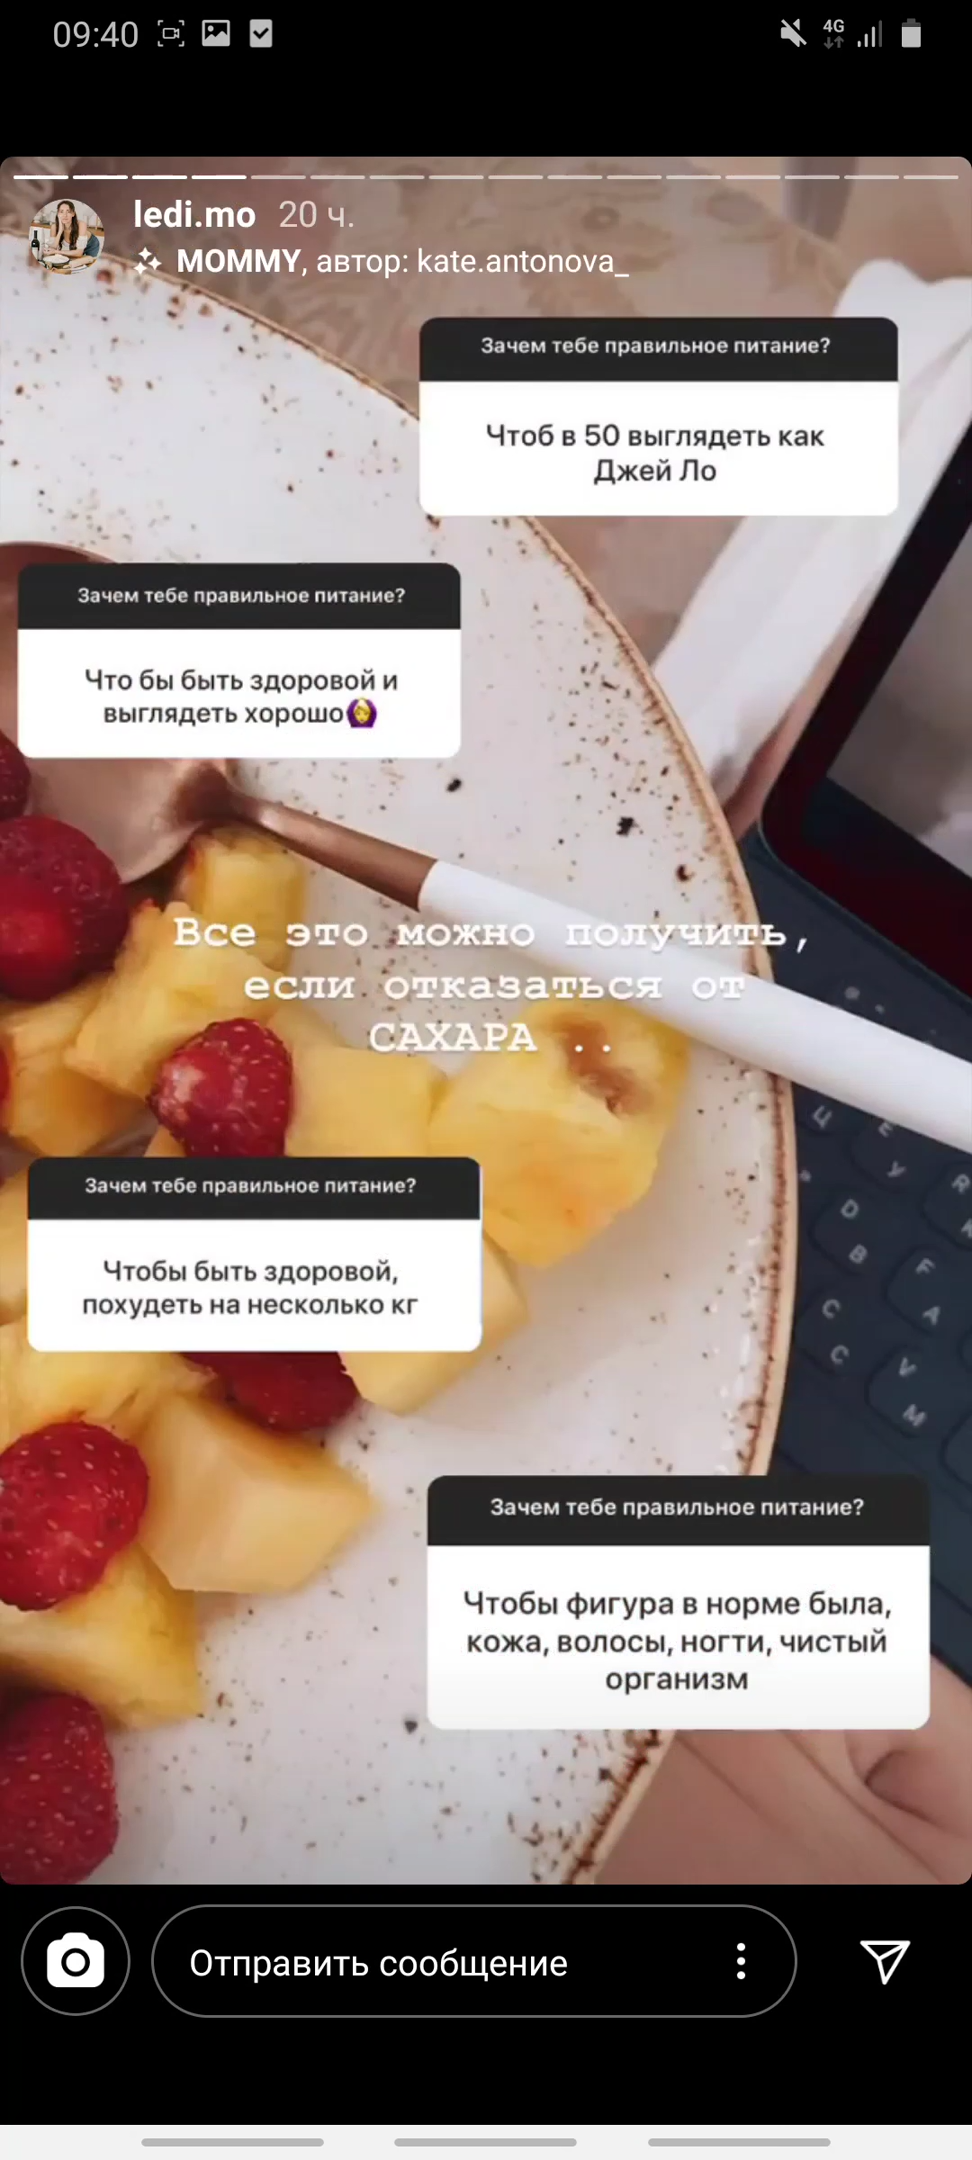 09:40
4G
ledi.mo 20 ч.
MOMMY, автор: kate.antonova_
Зачем тебе правильное питание?
Чтоб в 50 выглядеть как
Джей Ло
Зачем тебе правильное питание?
Что бы быть здоровой и
выглядеть хорошо🙆‍♀️
Все это можно получить,
если отказаться от
САХАРА ..
Зачем тебе правильное питание?
Чтобы быть здоровой,
похудеть на несколько кг
Зачем тебе правильное питание?
Чтобы фигура в норме была,
кожа, волосы, ногти, чистый
организм
Ц
Е
У
R
D
В
F
А
C
С
V
М
Отправить сообщение